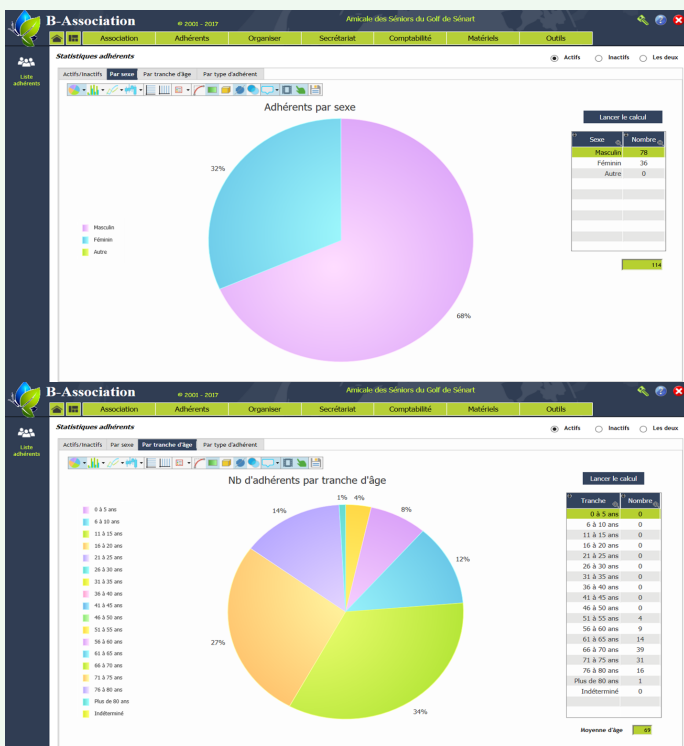 B-Association
© 2001 - 2017
Amicale des Séniors du Golf de Sénart
Association Adhérents Organiser Secrétariat Comptabilité Matériels Outils
Statistiques adhérents
Actifs Inactifs Les deux
Liste adhérents
Actifs/Inactifs Par sexe Par tranche d'âge Par type d'adhérent
Adhérents par sexe
Lancer le calcul
Sexe Nombre
Masculin 78
Féminin 36
Autre 0
114
32%
68%
Masculin
Féminin
Autre
B-Association
© 2001 - 2017
Amicale des Séniors du Golf de Sénart
Association Adhérents Organiser Secrétariat Comptabilité Matériels Outils
Statistiques adhérents
Actifs Inactifs Les deux
Liste adhérents
Actifs/Inactifs Par sexe Par tranche d'âge Par type d'adhérent
Nb d'adhérents par tranche d'âge
Lancer le calcul
1% 4%
14%
8%
12%
27%
34%
0 à 5 ans
6 à 10 ans
11 à 15 ans
16 à 20 ans
21 à 25 ans
26 à 30 ans
31 à 35 ans
36 à 40 ans
41 à 45 ans
46 à 50 ans
51 à 55 ans
56 à 60 ans
61 à 65 ans
66 à 70 ans
71 à 75 ans
76 à 80 ans
Plus de 80 ans
Indéterminé
Tranche Nombre
0 à 5 ans 0
6 à 10 ans 0
11 à 15 ans 0
16 à 20 ans 0
21 à 25 ans 0
26 à 30 ans 0
31 à 35 ans 0
36 à 40 ans 0
41 à 45 ans 0
46 à 50 ans 0
51 à 55 ans 4
56 à 60 ans 9
61 à 65 ans 14
66 à 70 ans 39
71 à 75 ans 31
76 à 80 ans 16
Plus de 80 ans 1
Indéterminé 0
Moyenne d'âge 69